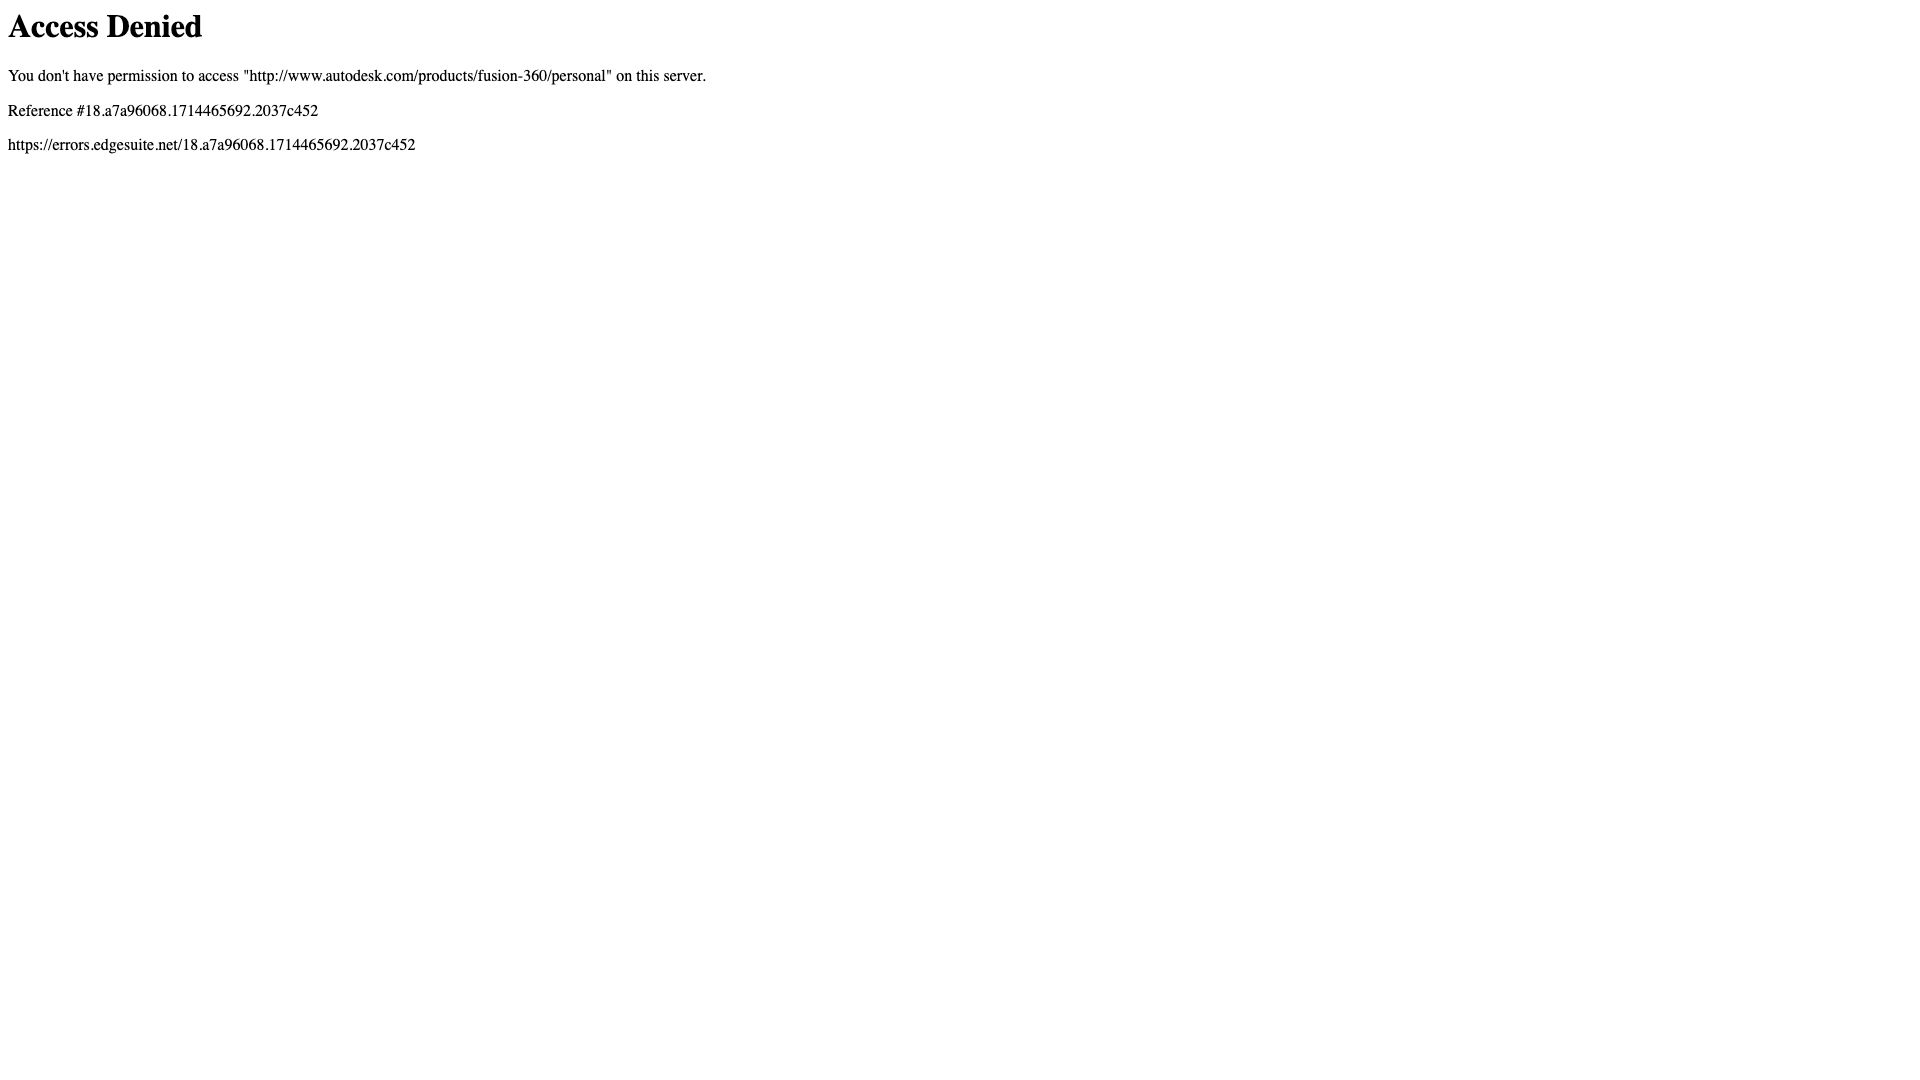 Access Denied
You don't have permission to access "http://www.autodesk.com/products/fusion-360/personal" on this server.
Reference #18.a7a96068.1714465692.2037c452
https://errors.edgesuite.net/18.a7a96068.1714465692.2037c452